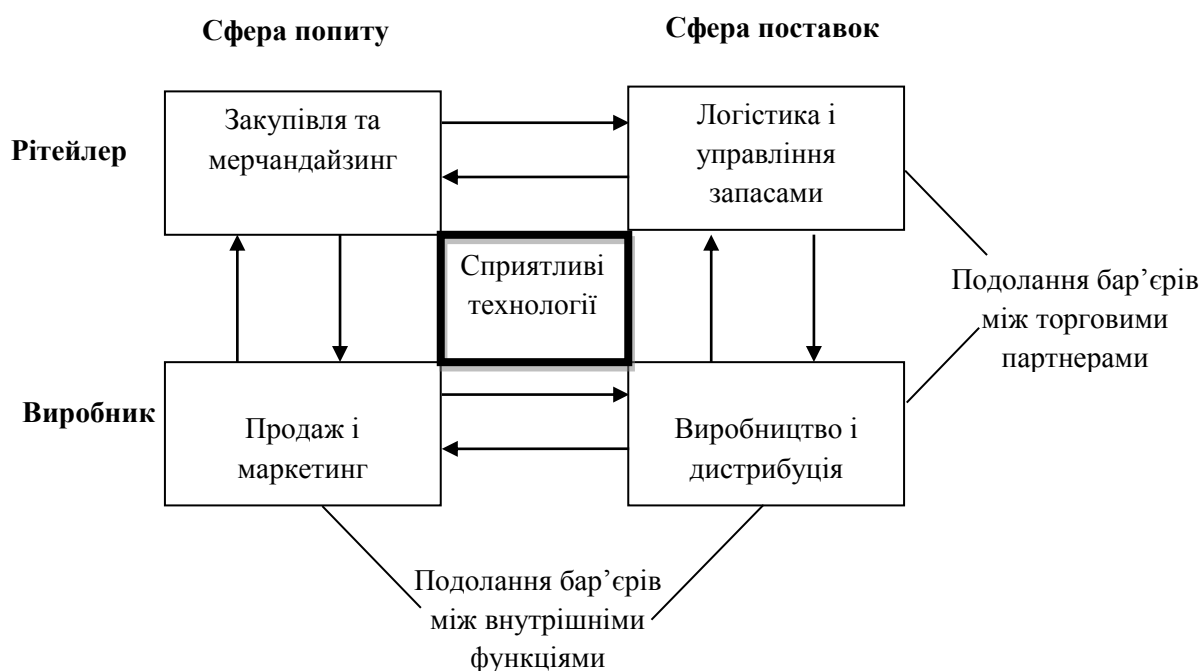 Сфера попиту
Сфера поставок
Рітейлер
Закупівля та
мерчандайзинг
Логістика і
управління
запасами
Сприятливі
технології
Подолання бар’єрів
між торговими
партнерами
Виробник
Продаж і
маркетинг
Виробництво і
дистрибуція
Подолання бар’єрів
між внутрішніми
функціями